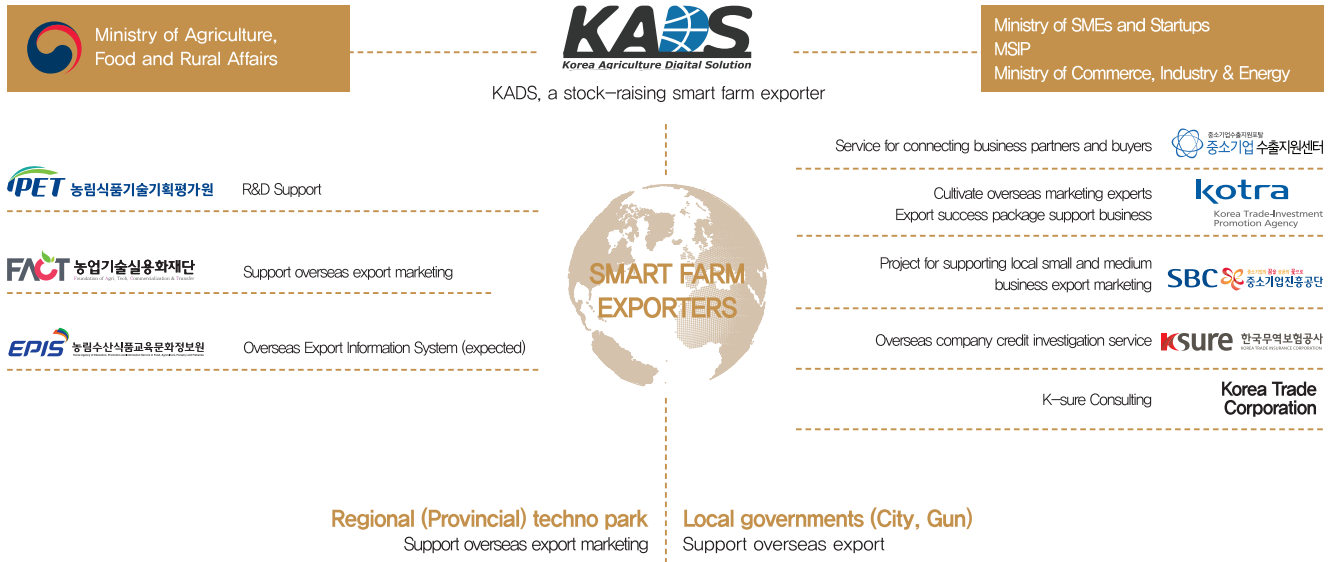 Ministry of Agriculture,
Food and Rural Affairs
KADS
Korea Agriculture Digital Solution
KADS, a stock-raising smart farm exporter
Ministry of SMEs and Startups
MSIP
Ministry of Commerce, Industry & Energy
iPET 농림식품기술기획평가원
R&D Support
FACT 농업기술실용화재단
Foundation of Agri. Tech. Commercialization & Transfer
Support overseas export marketing
EPIS 농림수산식품교육문화정보원
Overseas Export Information System (expected)
SMART FARM
EXPORTERS
Service for connecting business partners and buyers
중소기업수출지원포탈
중소기업 수출지원센터
Cultivate overseas marketing experts
Export success package support business
kotra
Korea Trade-Investment
Promotion Agency
Project for supporting local small and medium
business export marketing
SBC
중소기업진흥공단
Overseas company credit investigation service
Ksure 한국무역보험공사
KOREA TRADE INSURANCE CORPORATION
K-sure Consulting
Korea Trade
Corporation
Regional (Provincial) techno park
Support overseas export marketing
Local governments (City, Gun)
Support overseas export